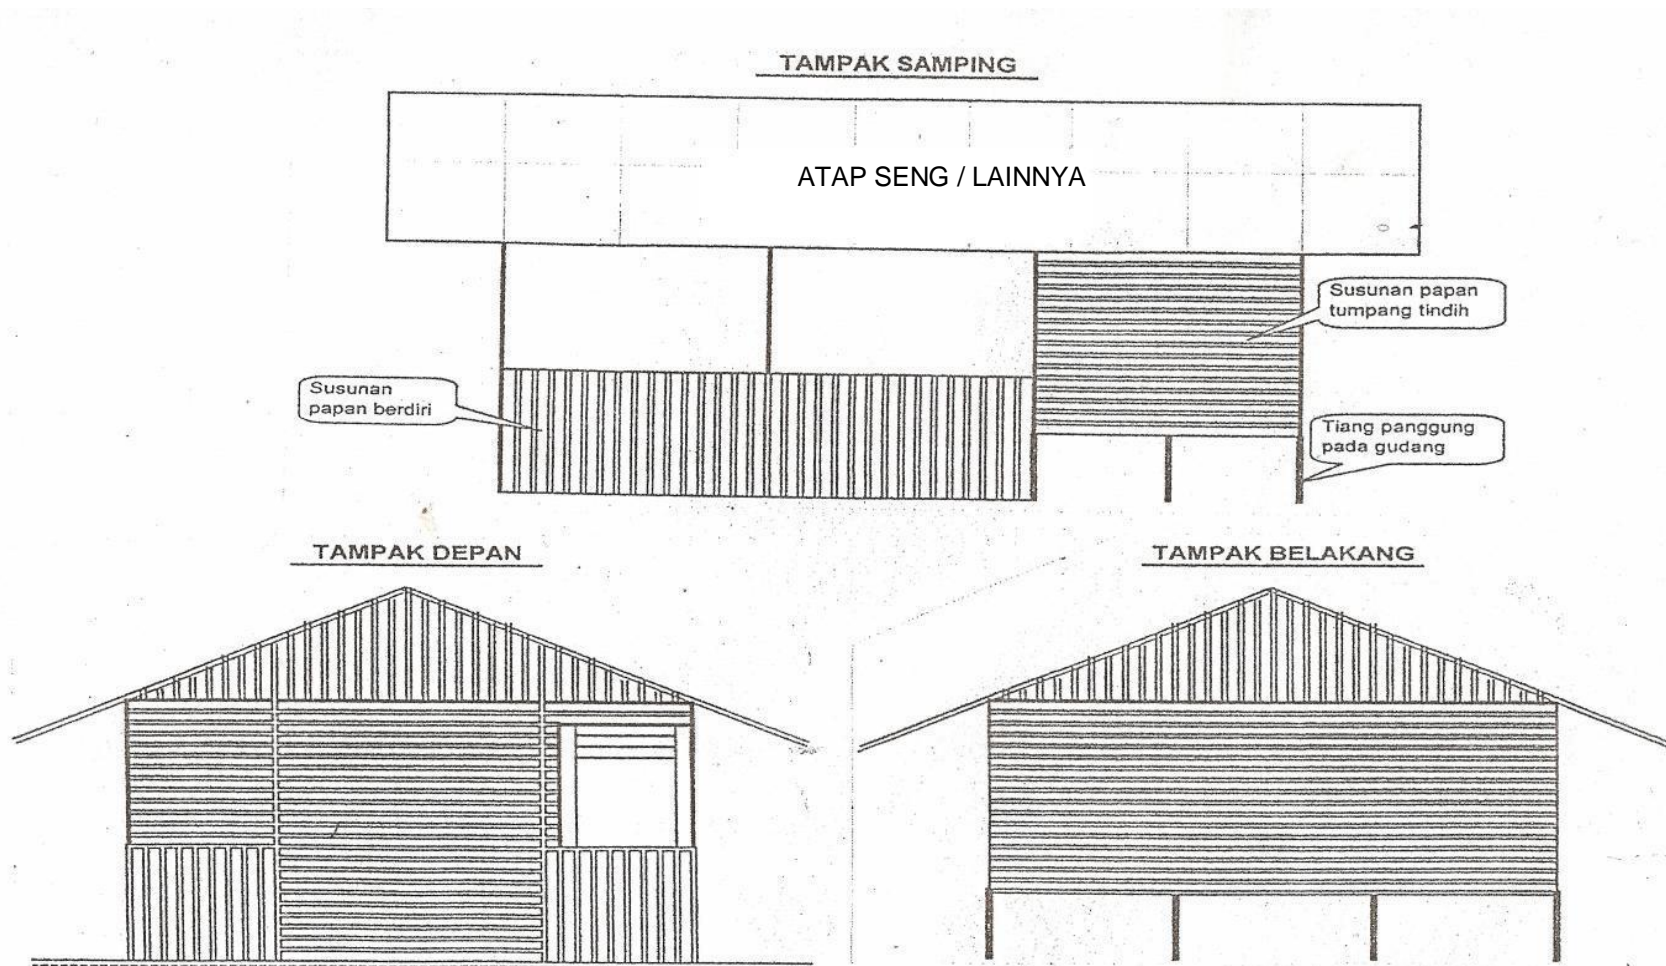 TAMPAK SAMPING
ATAP SENG / LAINNYA
Susunan papan
tumpang tindih
Susunan
papan berdiri
Tiang panggung
pada gudang
TAMPAK DEPAN
TAMPAK BELAKANG